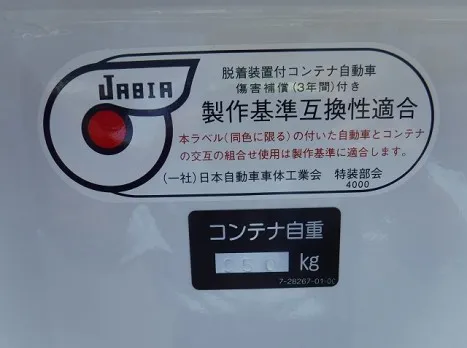 JABIA
脱着装置付コンテナ自動車
傷害補償(3年間)付き
製作基準互換性適合
本ラベル(同色に限る)の付いた自動車とコンテナ
の交互の組合せ使用は製作基準に適合します。
(一社)日本自動車車体工業会 特装部会
4000
コンテナ自重
650 kg
7-28267-01-00